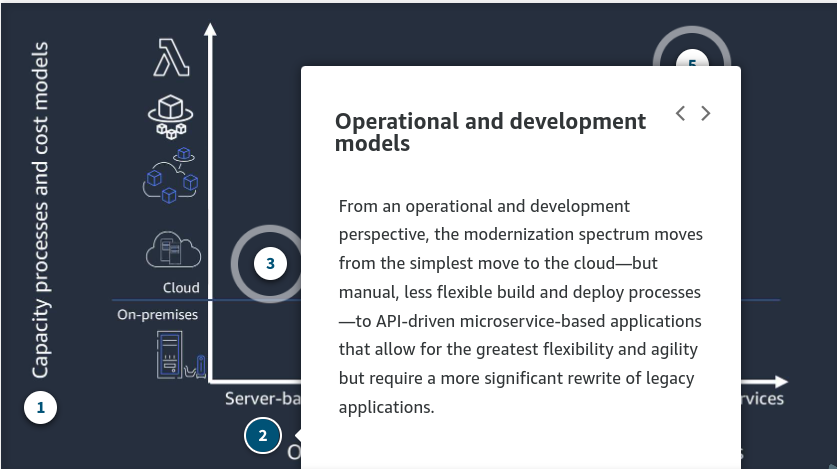 Capacity processes and cost models
5
Operational and development
models
From an operational and development
perspective, the modernization spectrum moves
from the simplest move to the cloud—but
manual, less flexible build and deploy processes
—to API-driven microservice-based applications
that allow for the greatest flexibility and agility
but require a more significant rewrite of legacy
applications.
3
Cloud
On-premises
1
Server-ba
rvices
2